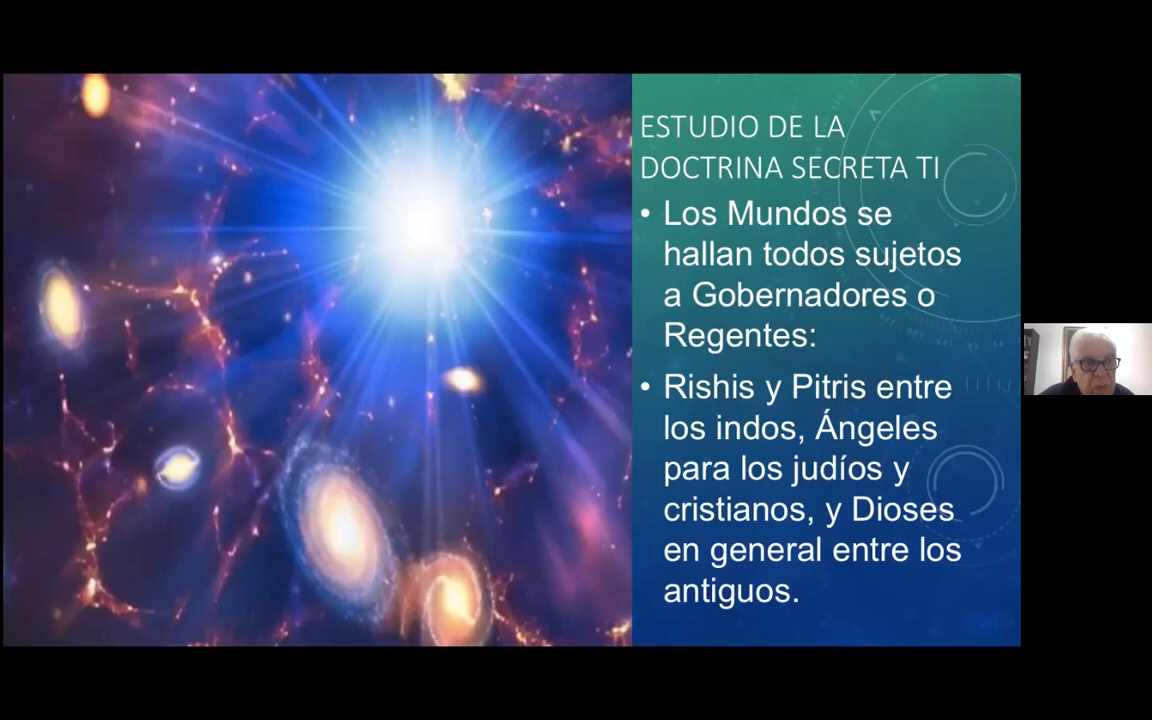 ESTUDIO DE LA
DOCTRINA SECRETA TI
• Los Mundos se
hallan todos sujetos
a Gobernadores o
Regentes:
• Rishis y Pitris entre
los indos, Ángeles
para los judíos y
cristianos, y Dioses
en general entre los
antiguos.